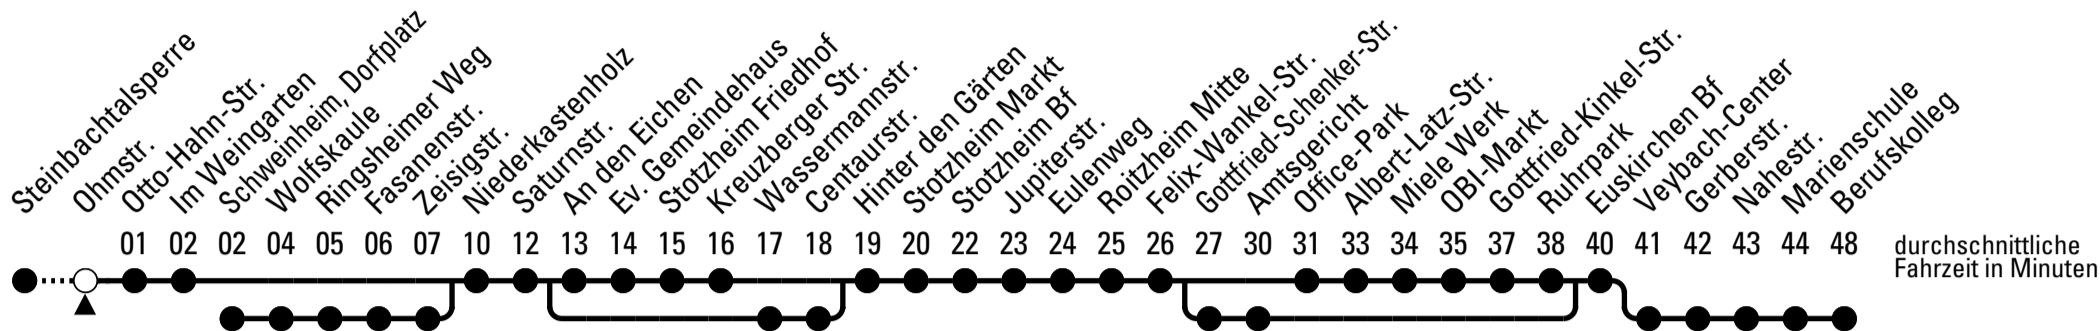 Steinbachtalsperre
Ohmstr.
Otto-Hahn-Str.
Im Weingarten
Schweinheim, Dorfplatz
Wolfskaule
Ringsheimer Weg
Fasanenstr.
Zeisigstr.
Niederkastenholz
Saturnstr.
An den Eichen
Ev. Gemeindehaus
Stotzheim Friedhof
Kreuzberger Str.
Wassermannstr.
Centaurstr.
Hinter den Gärten
Stotzheim Markt
Stotzheim Bf
Jupiterstr.
Eulenweg
Roitzheim Mitte
Felix-Wankel-Str.
Gottfried-Schenker-Str.
Amtsgericht
Office-Park
Albert-Latz-Str.
Miele Werk
OBI-Markt
Gottfried-Kinkel-Str.
Ruhrpark
Euskirchen Bf
Veybach-Center
Gerberstr.
Nahestr.
Marienschule
Berufskolleg
01 02 02 04 05 06 07 10 12 13 14 15 16 17 18 19 20 22 23 24 25 26 27 30 31 33 34 35 37 38 40 41 42 43 44 48
durchschnittliche
Fahrzeit in Minuten